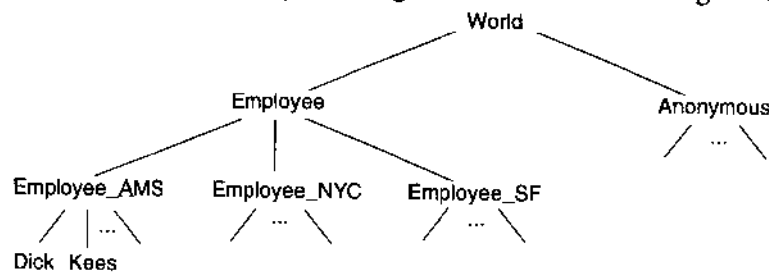 World
Employee Anonymous
...
Employee_AMS Employee_NYC Employee_SF
... ... ...
Dick Kees